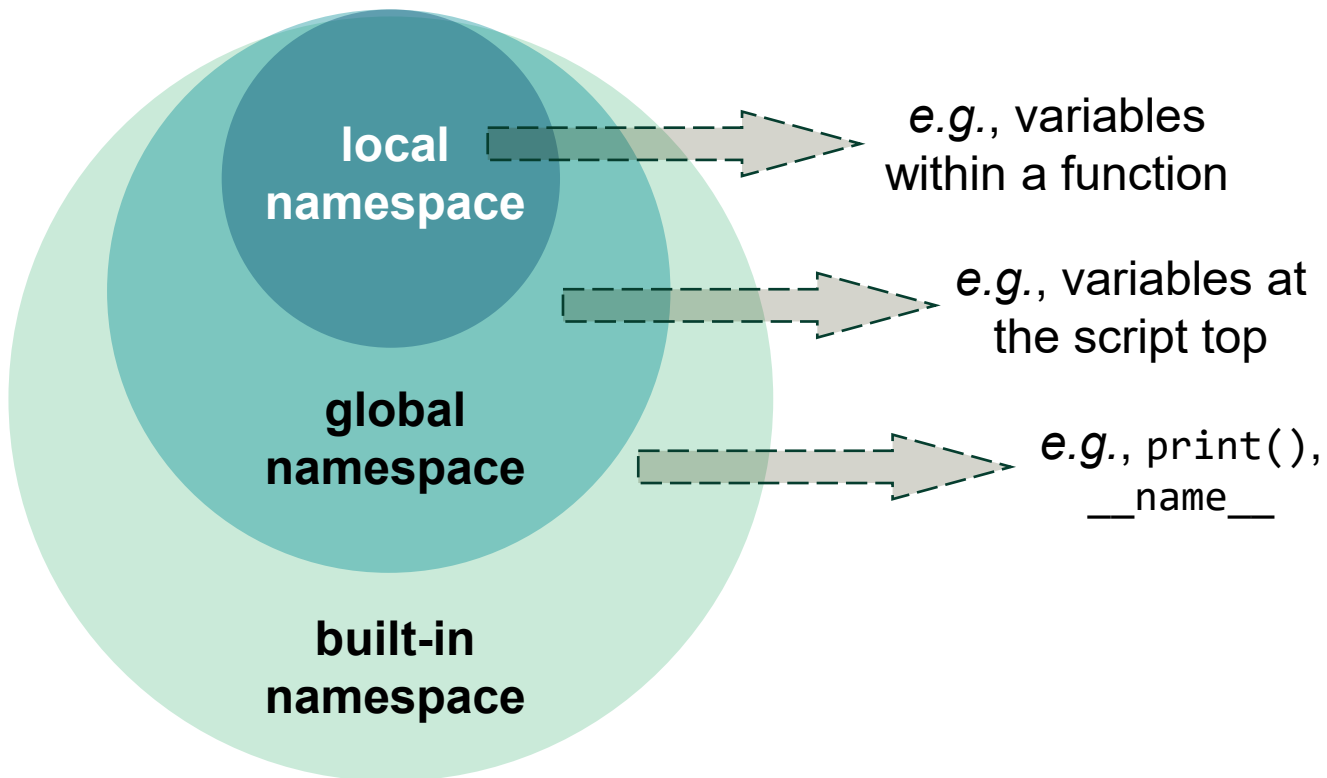 local
namespace
e.g., variables
within a function
e.g., variables at
the script top
global
namespace
e.g., print(),
__name__
built-in
namespace